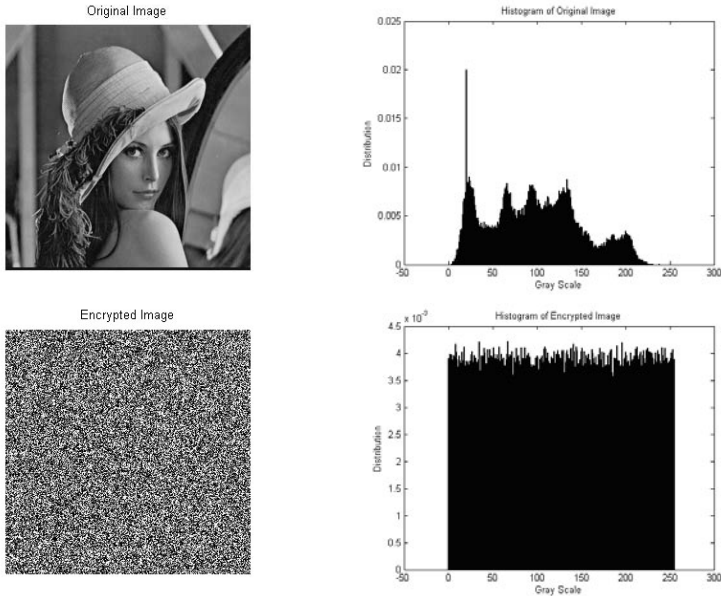 Original Image
Histogram of Original Image
0.025
0.02
0.015
0.01
0.005
0
Distribution
-50 0 50 100 150 200 250 300
Gray Scale
Encrypted Image
Histogram of Encrypted Image
x 10⁻³
4.5
4
3.5
3
2.5
2
1.5
1
0.5
0
Distribution
-50 0 50 100 150 200 250 300
Gray Scale